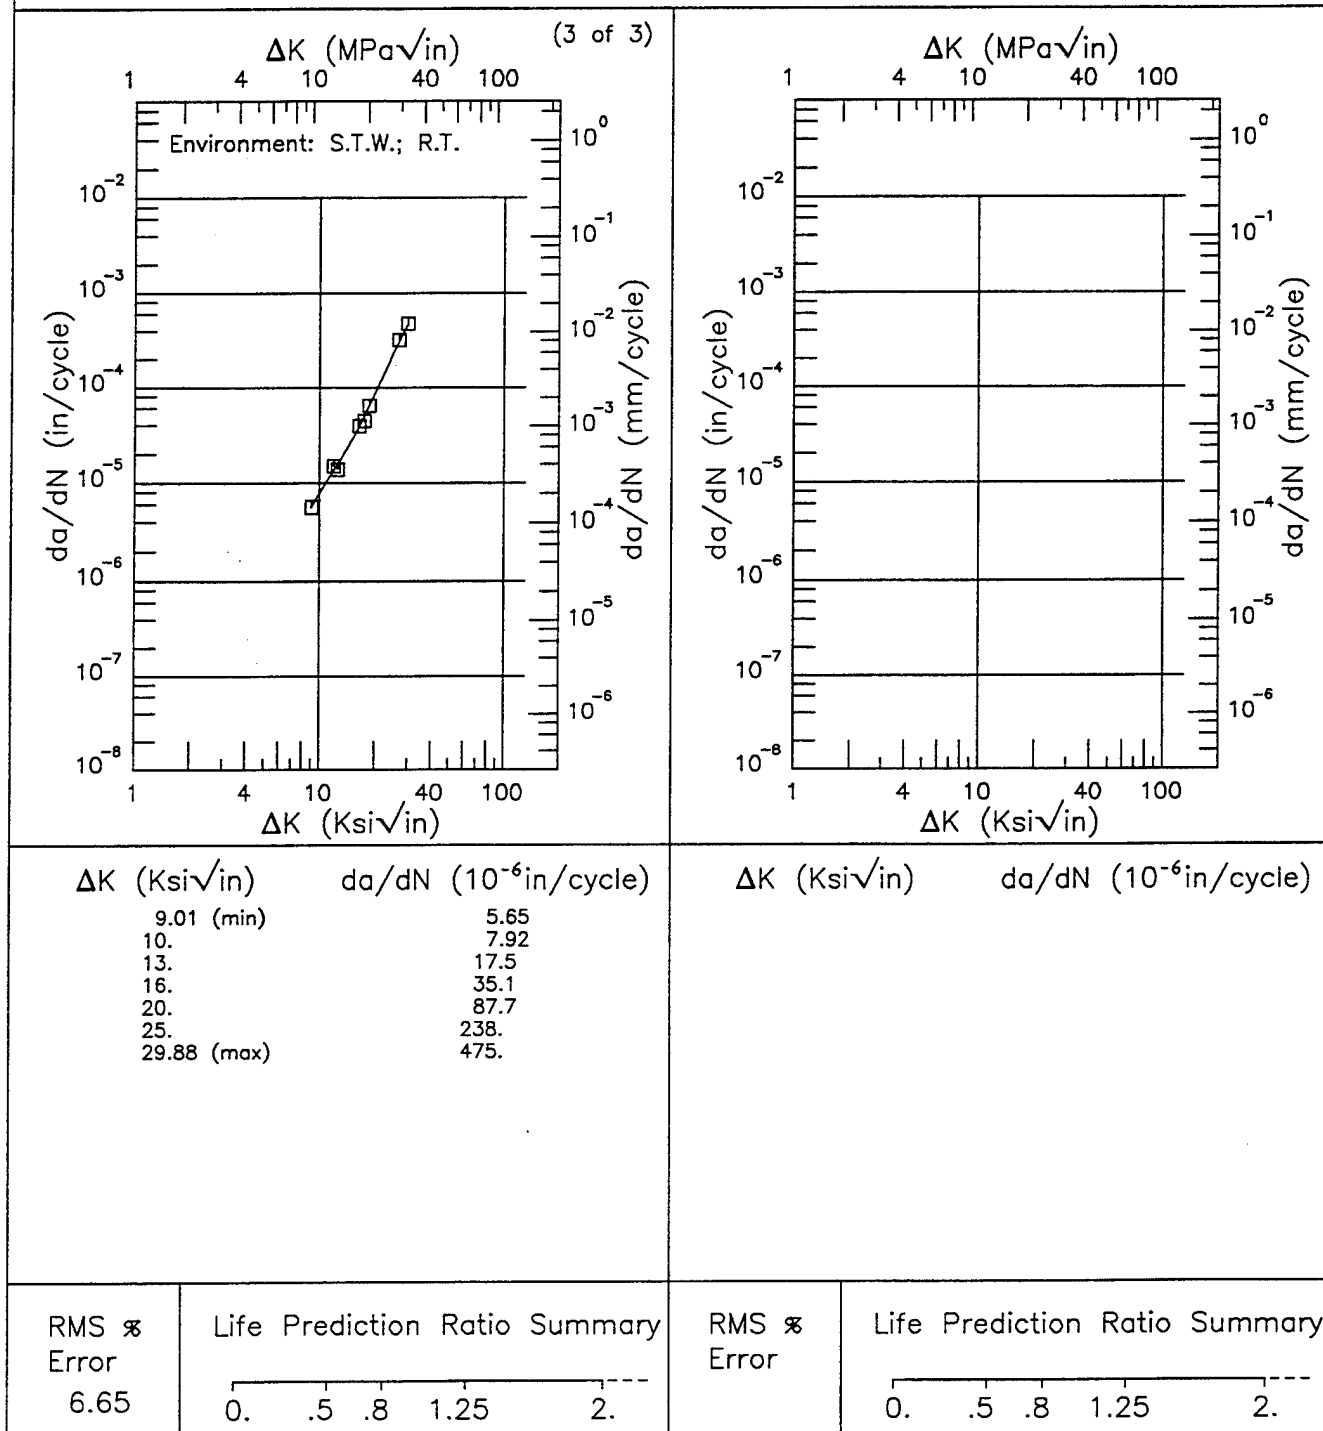 (3 of 3)
ΔK (MPa√in)
1 4 10 40 100
Environment: S.T.W.; R.T.
da/dN (in/cycle)
10⁻²
10⁻³
10⁻⁴
10⁻⁵
10⁻⁶
10⁻⁷
10⁻⁸
da/dN (mm/cycle)
10⁰
10⁻¹
10⁻²
10⁻³
10⁻⁴
10⁻⁵
10⁻⁶
1 4 10 40 100
ΔK (Ksi√in)
ΔK (MPa√in)
1 4 10 40 100
da/dN (in/cycle)
10⁻²
10⁻³
10⁻⁴
10⁻⁵
10⁻⁶
10⁻⁷
10⁻⁸
da/dN (mm/cycle)
10⁰
10⁻¹
10⁻²
10⁻³
10⁻⁴
10⁻⁵
10⁻⁶
1 4 10 40 100
ΔK (Ksi√in)
ΔK (Ksi√in) da/dN (10⁻⁶in/cycle)
9.01 (min) 5.65
10. 7.92
13. 17.5
16. 35.1
20. 87.7
25. 238.
29.88 (max) 475.
ΔK (Ksi√in) da/dN (10⁻⁶in/cycle)
RMS %
Error
6.65
Life Prediction Ratio Summary
0. .5 .8 1.25 2.
RMS %
Error
Life Prediction Ratio Summary
0. .5 .8 1.25 2.